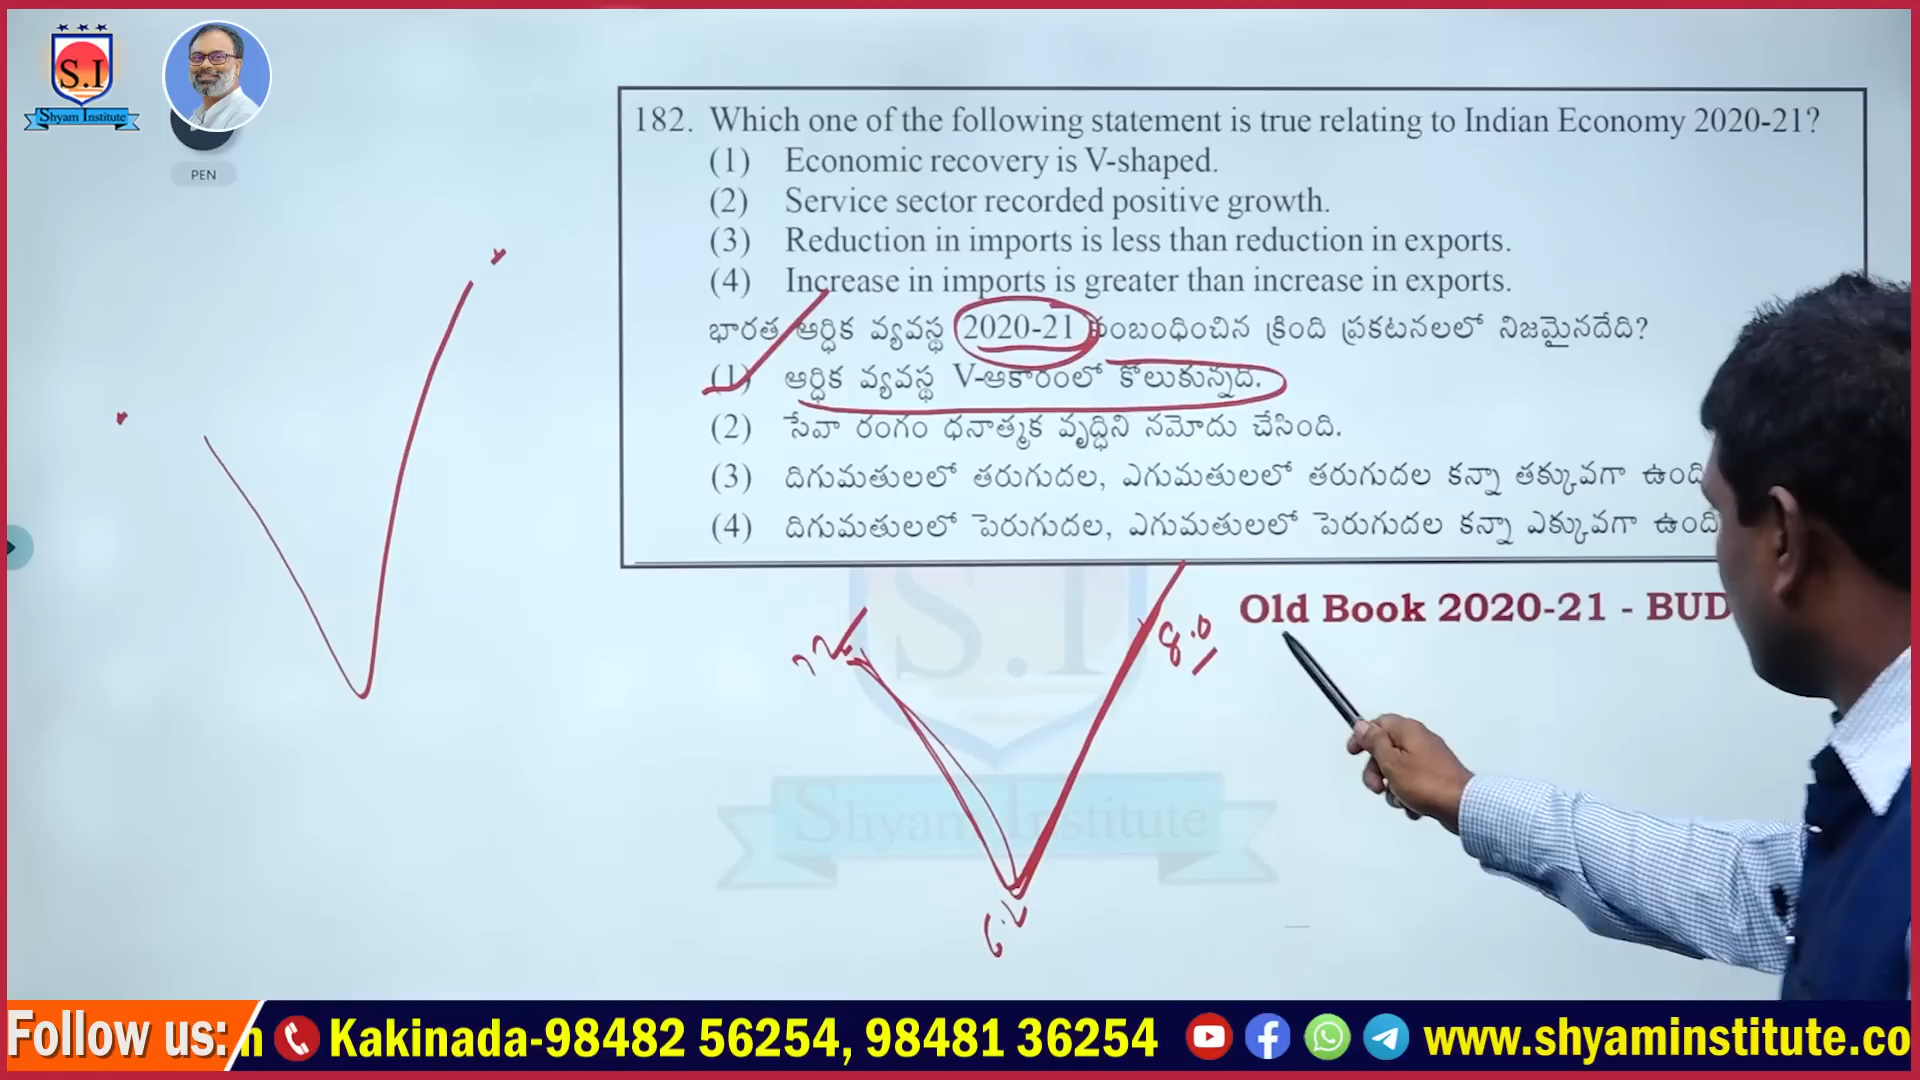 S.I
Shyam Institute
PEN
182. Which one of the following statement is true relating to Indian Economy 2020-21?
(1) Economic recovery is V-shaped.
(2) Service sector recorded positive growth.
(3) Reduction in imports is less than reduction in exports.
(4) Increase in imports is greater than increase in exports.
భారత ఆర్ధిక వ్యవస్థ 2020-21 సంబంధించిన క్రింది ప్రకటనలలో నిజమైనదేది?
(1) ఆర్ధిక వ్యవస్థ V-ఆకారంలో కోలుకున్నది.
(2) సేవా రంగం ధనాత్మక వృద్ధిని నమోదు చేసింది.
(3) దిగుమతులలో తరుగుదల, ఎగుమతులలో తరుగుదల కన్నా తక్కువగా ఉంది
(4) దిగుమతులలో పెరుగుదల, ఎగుమతులలో పెరుగుదల కన్నా ఎక్కువగా ఉంది
Old Book 2020-21 - BUD
8.0
S.I
Shyam Institute
Follow us:
Kakinada-98482 56254, 98481 36254
www.shyaminstitute.co